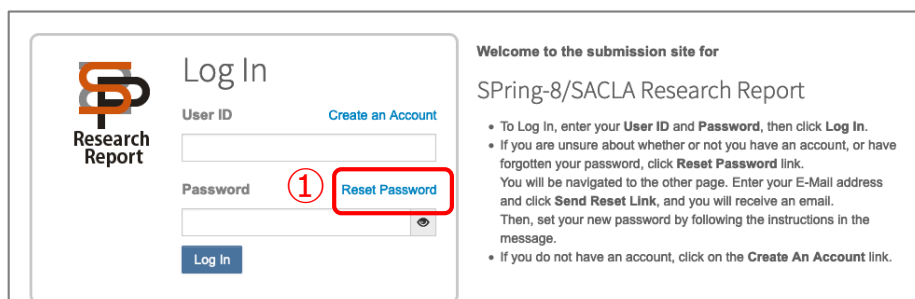 Research
Report
Log In
User ID
Create an Account
Password
① Reset Password
Log In
Welcome to the submission site for
SPring-8/SACLA Research Report
• To Log In, enter your User ID and Password, then click Log In.
• If you are unsure about whether or not you have an account, or have
forgotten your password, click Reset Password link.
You will be navigated to the other page. Enter your E-Mail address
and click Send Reset Link, and you will receive an email.
Then, set your new password by following the instructions in the
message.
• If you do not have an account, click on the Create An Account link.